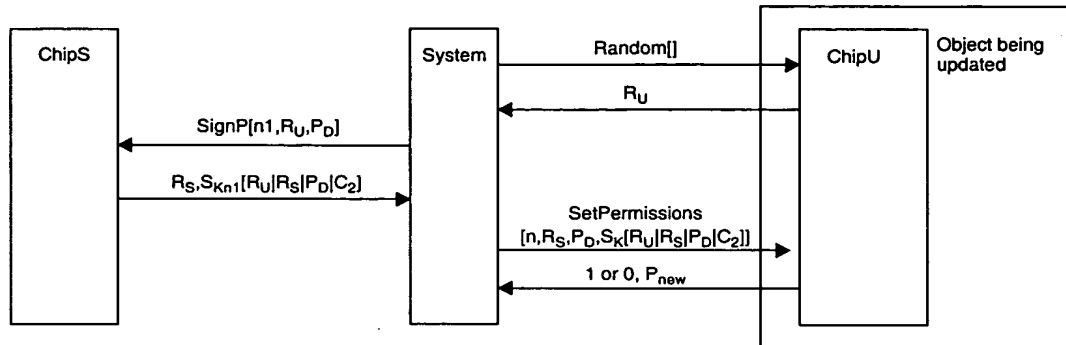 ChipS
System
ChipU
Object being
updated
Random[]
R_U
SignP[n1,R_U,P_D]
R_S,S_Kn1[R_U|R_S|P_D|C_2]
SetPermissions
[n,R_S,P_D,S_K[R_U|R_S|P_D|C_2]]
1 or 0, P_new